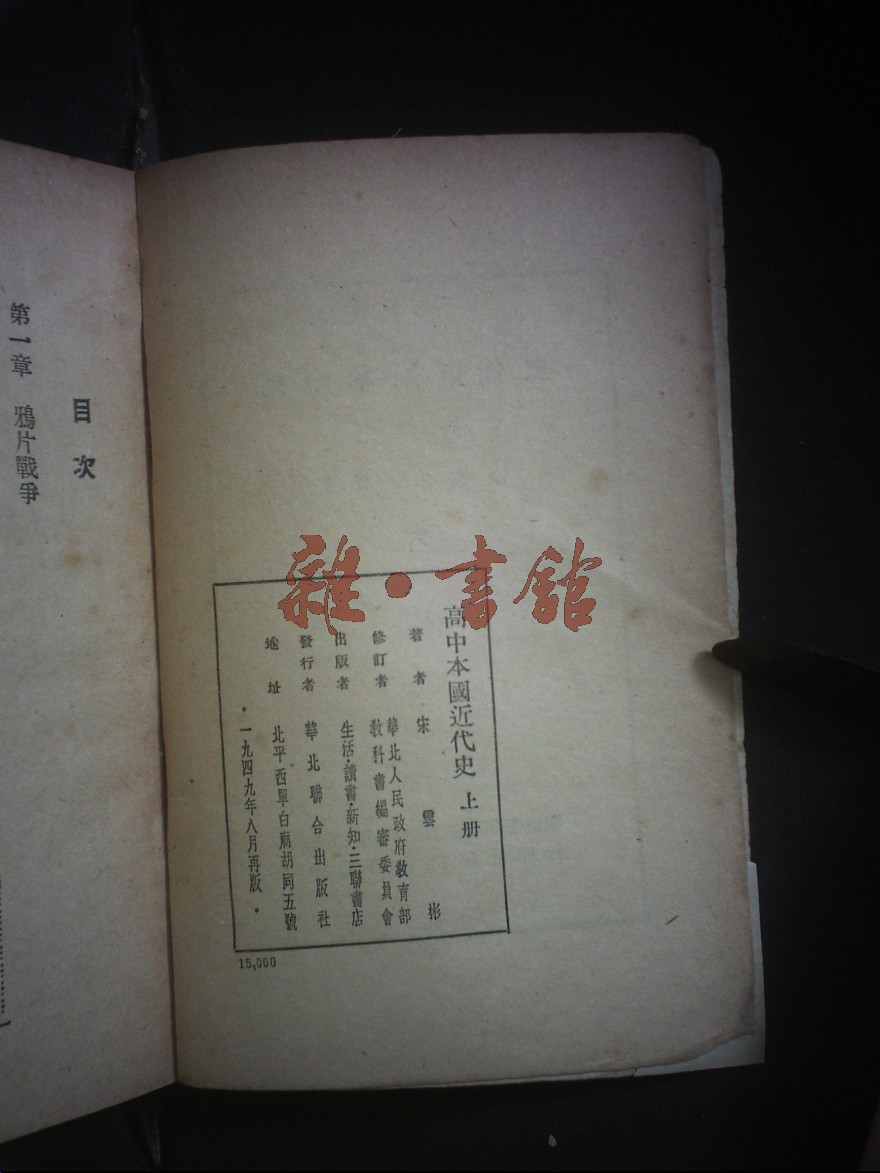 雜·書館
高中本國近代史 上册
著者 宋雲彬
修訂者 華北人民政府教育部
教科書編審委員會
出版者 生活·讀書·新知·三聯書店
發行者 華北聯合出版社
地址 北平西單白廟胡同五號
·一九四九年八月再版·
15,000
目次
第一章 鴉片戰爭